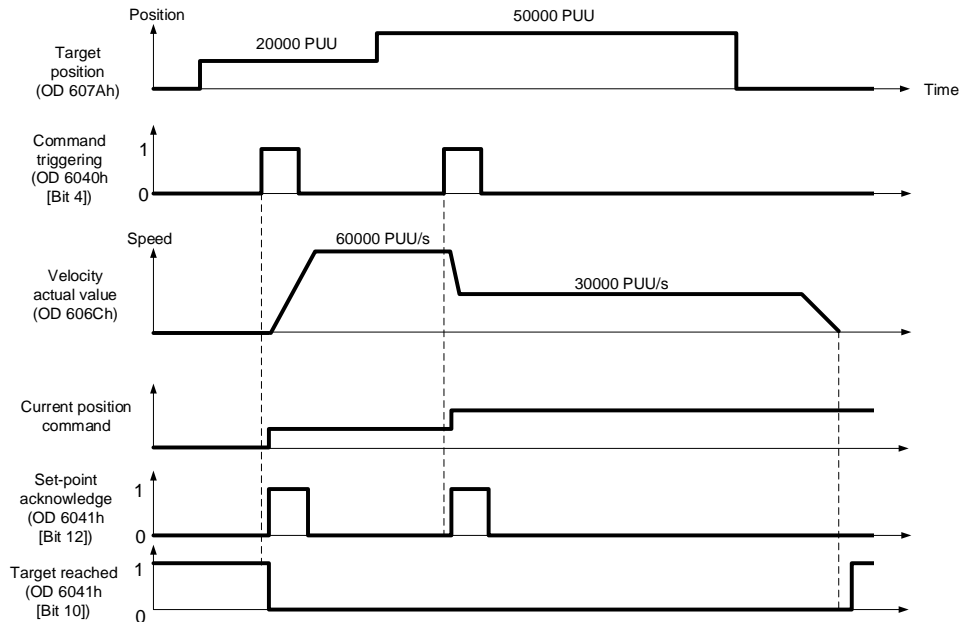 Position
50000 PUU
20000 PUU
Target
position
(OD 607Ah)
Time
Command
triggering
(OD 6040h
[Bit 4])
1
0
Speed
60000 PUU/s
Velocity
actual value
(OD 606Ch)
30000 PUU/s
Current position
command
Set-point
acknowledge
(OD 6041h
[Bit 12])
1
0
Target reached
(OD 6041h
[Bit 10])
1
0